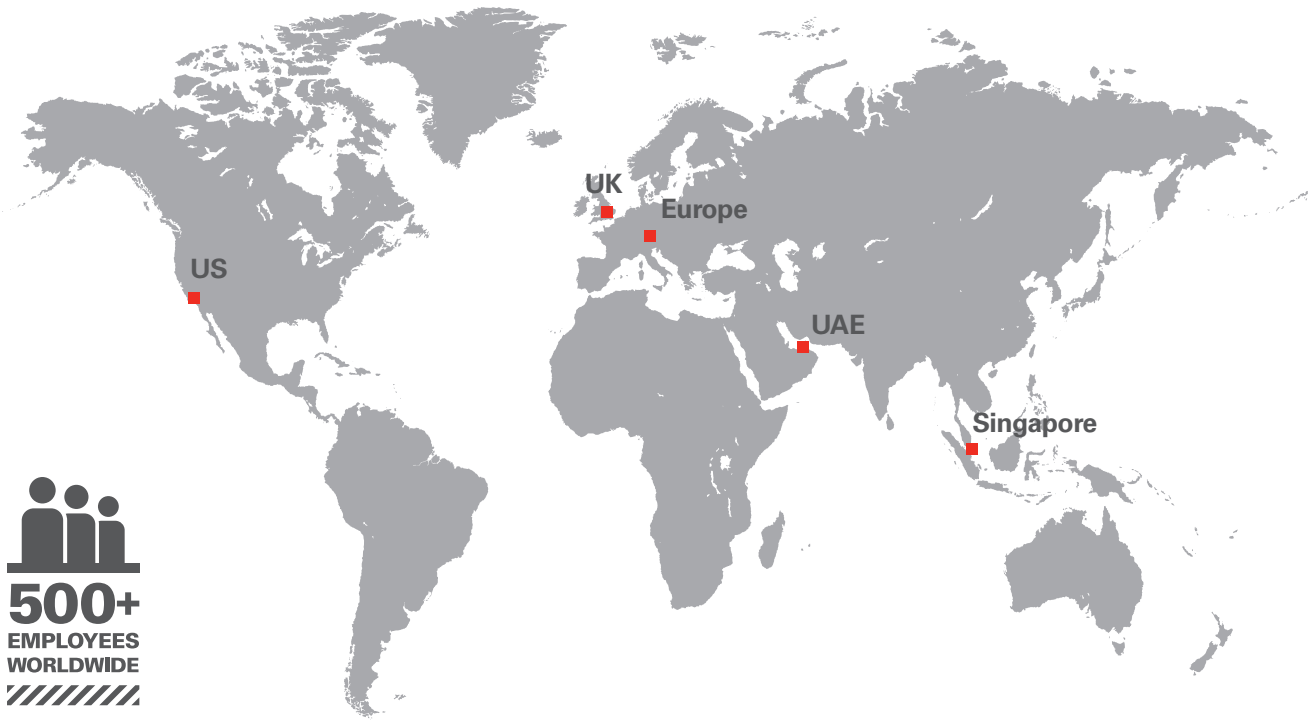 UK
Europe
US
UAE
Singapore
500+
EMPLOYEES
WORLDWIDE